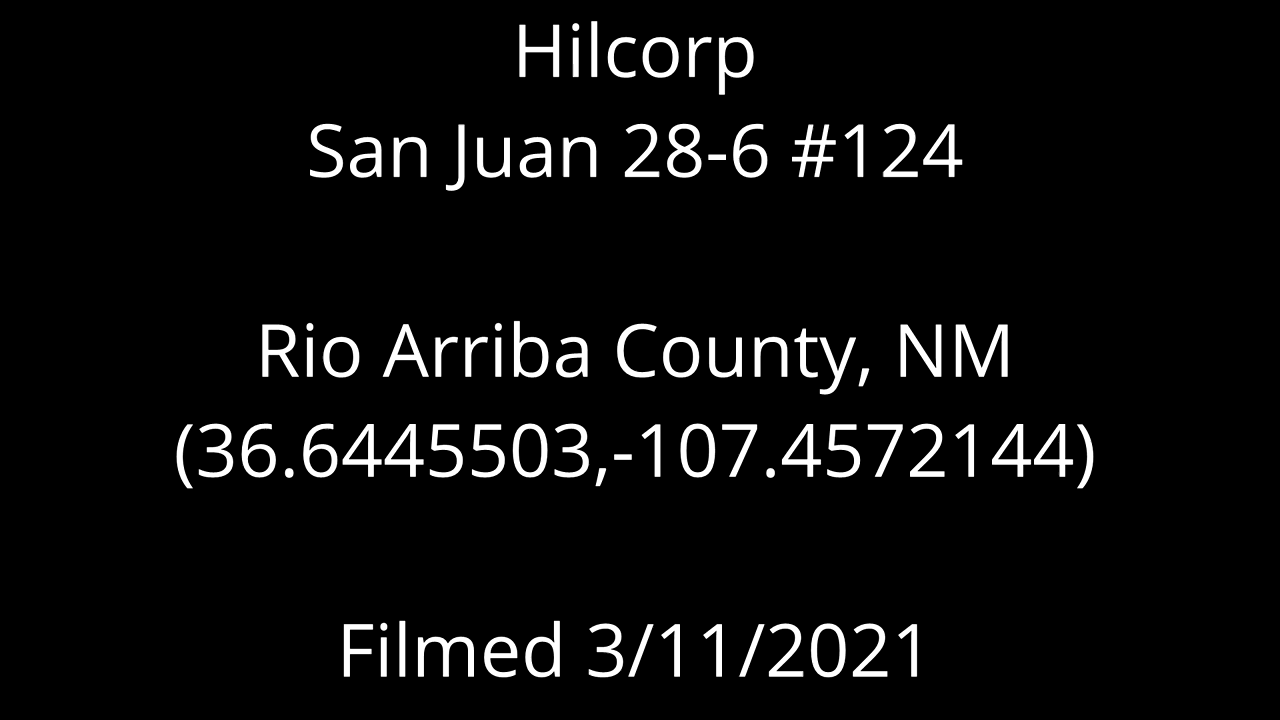 Hilcorp
San Juan 28-6 #124
Rio Arriba County, NM
(36.6445503,-107.4572144)
Filmed 3/11/2021